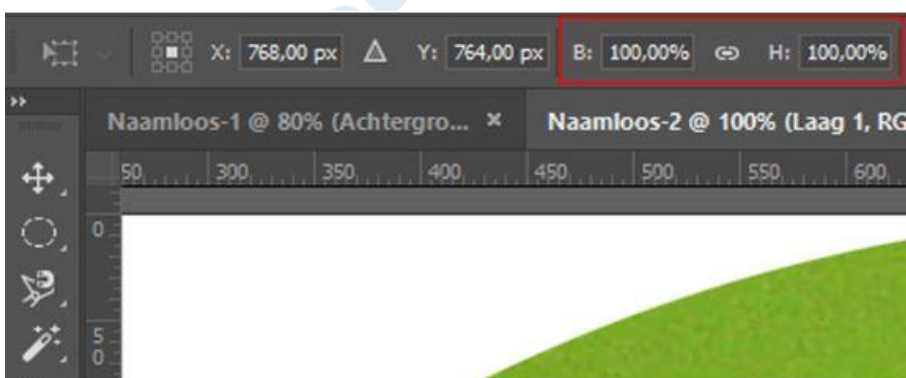 X: 768,00 px Y: 764,00 px B: 100,00% H: 100,00%
Naamloos-1 @ 80% (Achtergro... × Naamloos-2 @ 100% (Laag 1, RG
50 300 350 400 450 500 550 600
0
5
0